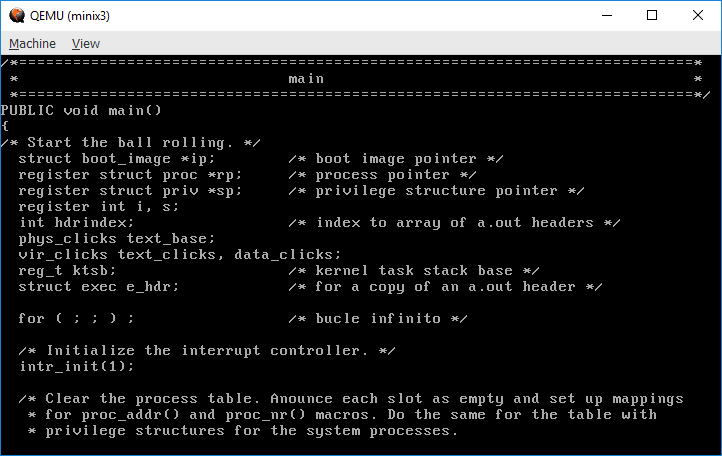 QEMU (minix3)
Machine View
/*===========================================================================*
 *                              main                                         *
 *===========================================================================*/
PUBLIC void main()
{
/* Start the ball rolling. */
  struct boot_image *ip;        /* boot image pointer */
  register struct proc *rp;     /* process pointer */
  register struct priv *sp;     /* privilege structure pointer */
  register int i, s;
  int hdrindex;                 /* index to array of a.out headers */
  phys_clicks text_base;
  vir_clicks text_clicks, data_clicks;
  reg_t ktsb;                   /* kernel task stack base */
  struct exec e_hdr;            /* for a copy of an a.out header */

  for ( ; ; ) ;                 /* bucle infinito */

  /* Initialize the interrupt controller. */
  intr_init(1);

  /* Clear the process table. Anounce each slot as empty and set up mappings
   * for proc_addr() and proc_nr() macros. Do the same for the table with
   * privilege structures for the system processes.